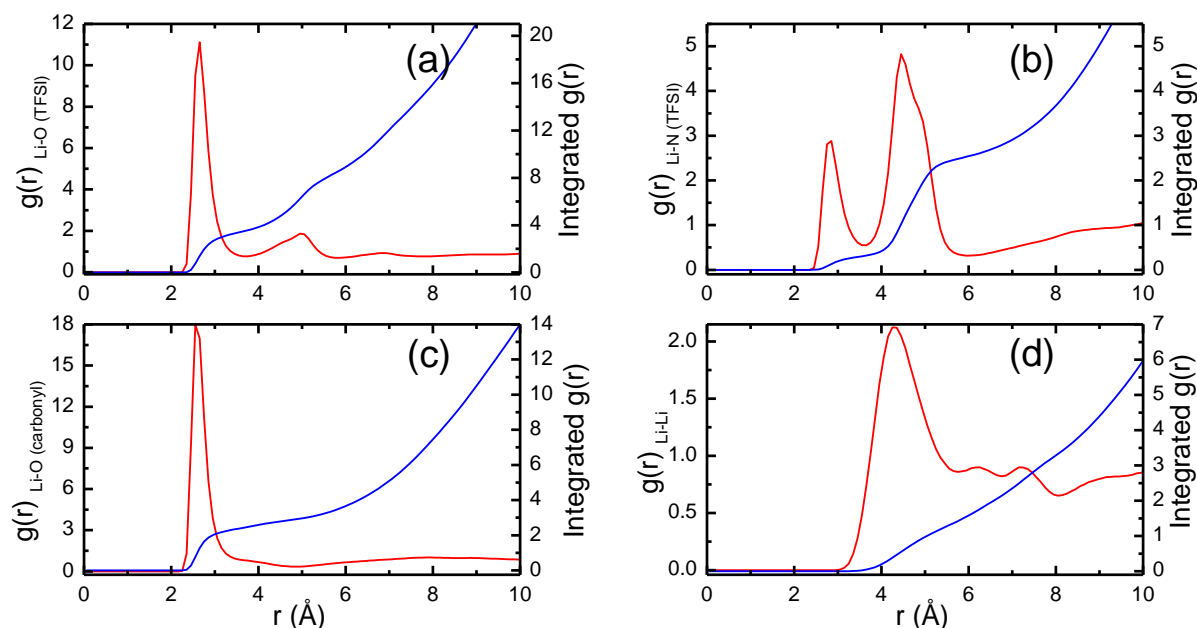 (a)
g(r) Li-O (TFSI)
12
10
8
6
4
2
0
0 2 4 6 8 10
20
16
12
8
4
0
Integrated g(r)
(b)
g(r) Li-N (TFSI)
5
4
3
2
1
0
0 2 4 6 8 10
5
4
3
2
1
0
Integrated g(r)
(c)
g(r) Li-O (carbonyl)
18
15
12
9
6
3
0
0 2 4 6 8 10
r (Å)
14
12
10
8
6
4
2
0
Integrated g(r)
(d)
g(r)Li-Li
2.0
1.5
1.0
0.5
0.0
0 2 4 6 8 10
r (Å)
7
6
5
4
3
2
1
0
Integrated g(r)